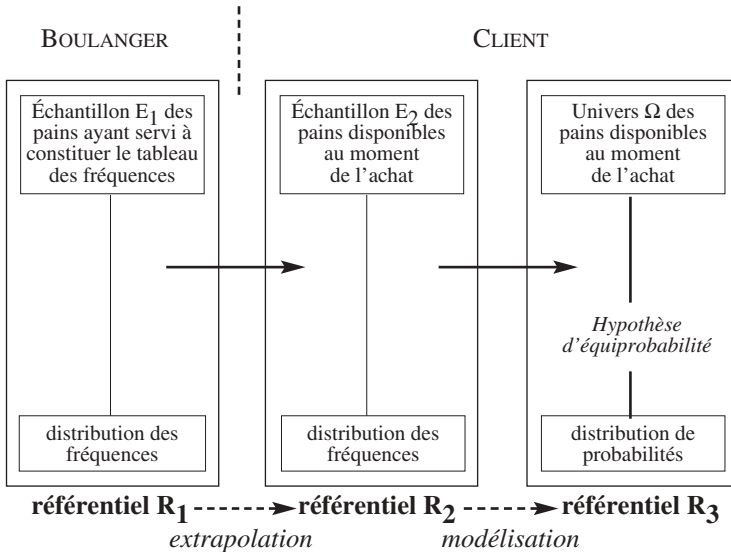 BOULANGER
CLIENT
Échantillon E1 des
pains ayant servi à
constituer le tableau
des fréquences
Échantillon E2 des
pains disponibles
au moment
de l’achat
Univers Ω des
pains disponibles
au moment
de l’achat
Hypothèse
d’équiprobabilité
distribution des
fréquences
distribution des
fréquences
distribution de
probabilités
référentiel R1
référentiel R2
référentiel R3
extrapolation
modélisation